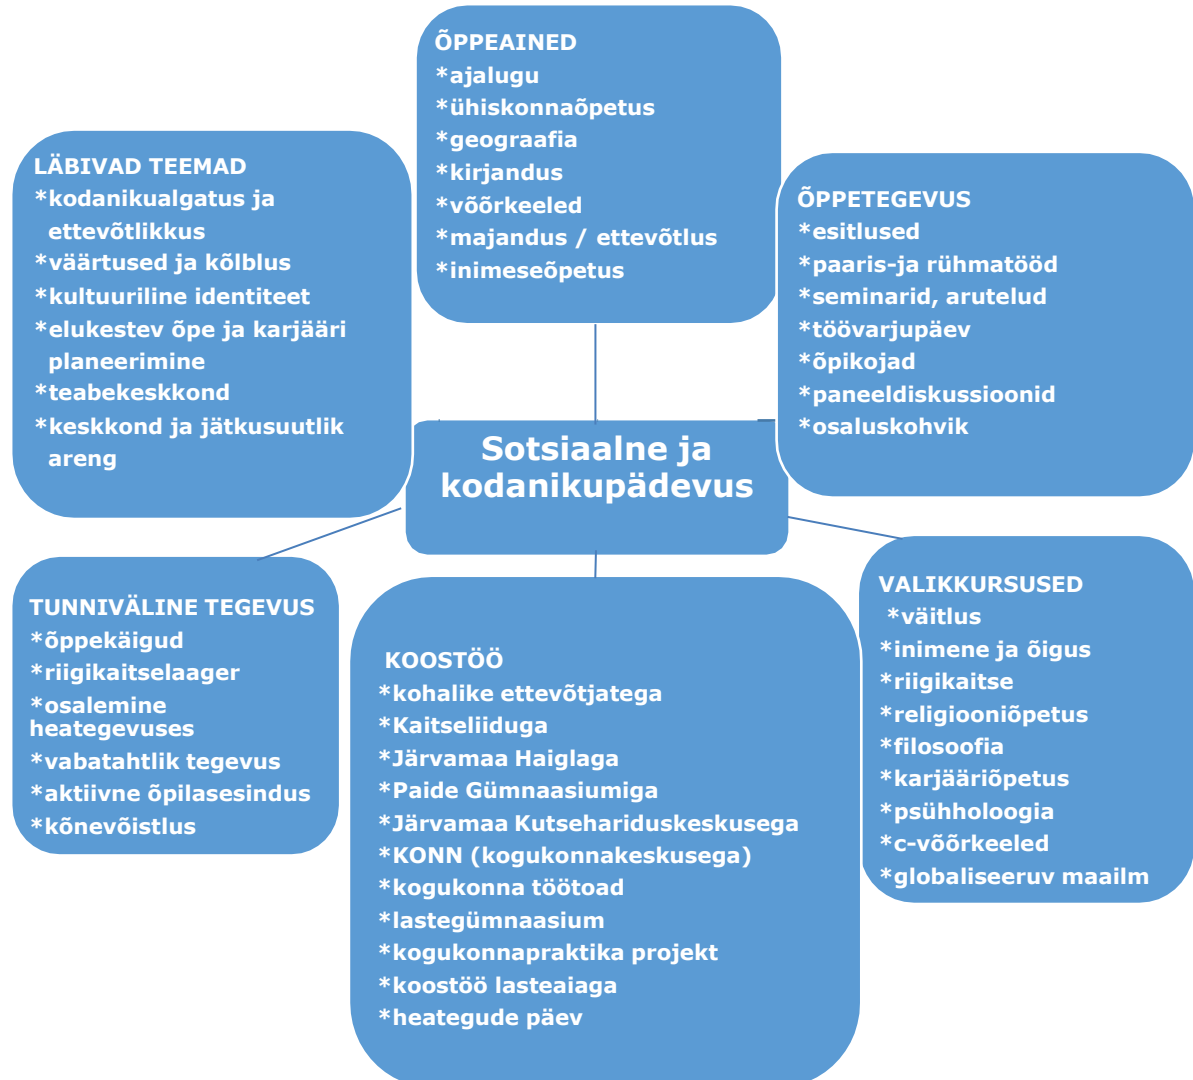 ÕPPEAINED
*ajalugu
*ühiskonnaõpetus
*geograafia
*kirjandus
*võõrkeeled
*majandus / ettevõtlus
*inimeseõpetus
LÄBIVAD TEEMAD
*kodanikualgatus ja
ettevõtlikkus
*väärtused ja kõlblus
*kultuuriline identiteet
*elukestev õpe ja karjääri
planeerimine
*teabekeskkond
*keskkond ja jätkusuutlik
areng
ÕPPETEGEVUS
*esitlused
*paaris-ja rühmatööd
*seminarid, arutelud
*töövarjupäev
*õpikojad
*paneeldiskussioonid
*osaluskohvik
Sotsiaalne ja
kodanikupädevus
TUNNIVÄLINE TEGEVUS
*õppekäigud
*riigikaitselaager
*osalemine
heategevuses
*vabatahtlik tegevus
*aktiivne õpilasesindus
*kõnevõistlus
KOOSTÖÖ
*kohalike ettevõtjatega
*Kaitseliiduga
*Järvamaa Haiglaga
*Paide Gümnaasiumiga
*Järvamaa Kutsehariduskeskusega
*KONN (kogukonnakeskusega)
*kogukonna töötoad
*lastegümnaasium
*kogukonnapraktika projekt
*koostöö lasteaiaga
*heategude päev
VALIKKURSUSED
*väitlus
*inimene ja õigus
*riigikaitse
*religiooniõpetus
*filosoofia
*karjääriõpetus
*psühholoogia
*c-võõrkeeled
*globaliseeruv maailm